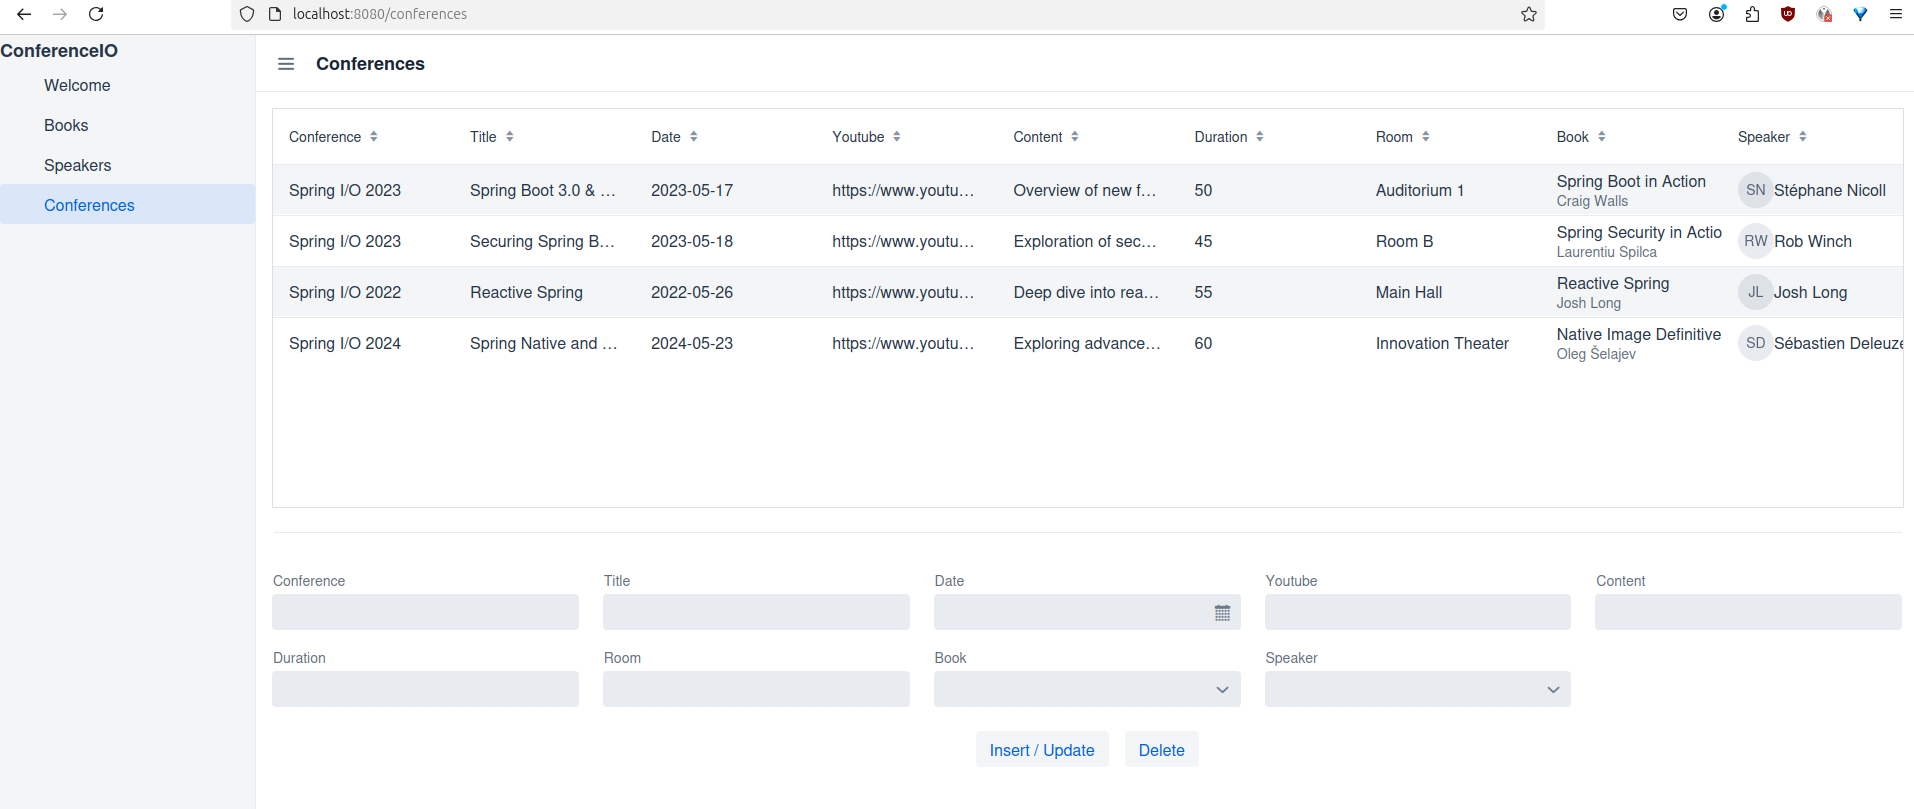 localhost:8080/conferences
ConferenceIO
Welcome
Books
Speakers
Conferences
Conferences
Conference Title Date Youtube Content Duration Room Book Speaker
Spring I/O 2023 Spring Boot 3.0 & ... 2023-05-17 https://www.youtu... Overview of new f... 50 Auditorium 1 Spring Boot in Action Craig Walls SN Stéphane Nicoll
Spring I/O 2023 Securing Spring B... 2023-05-18 https://www.youtu... Exploration of sec... 45 Room B Spring Security in Actio Laurentiu Spilca RW Rob Winch
Spring I/O 2022 Reactive Spring 2022-05-26 https://www.youtu... Deep dive into rea... 55 Main Hall Reactive Spring Josh Long JL Josh Long
Spring I/O 2024 Spring Native and ... 2024-05-23 https://www.youtu... Exploring advance... 60 Innovation Theater Native Image Definitive Oleg Šelajev SD Sébastien Deleuze
Conference Title Date Youtube Content
Duration Room Book Speaker
Insert / Update Delete